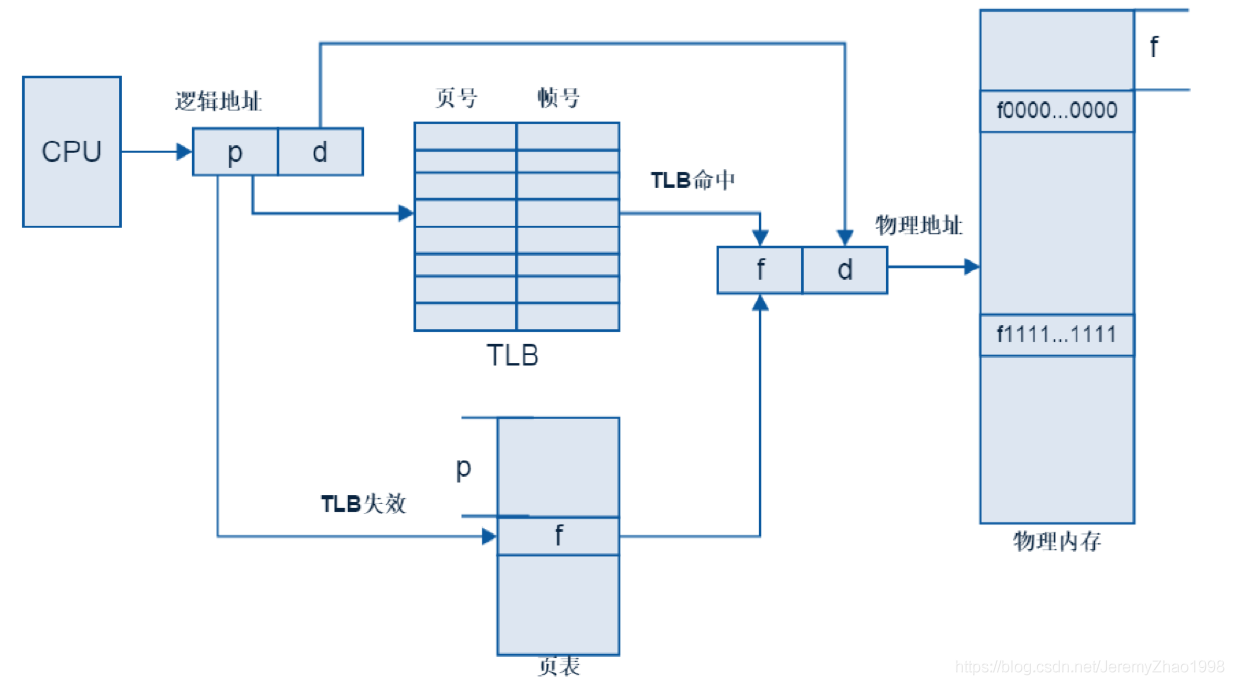 CPU
逻辑地址
p
d
页号
帧号
TLB
TLB命中
TLB失效
p
f
页表
f
d
物理地址
f
f0000...0000
f1111...1111
物理内存
https://blog.csdn.net/JeremyZhao1998